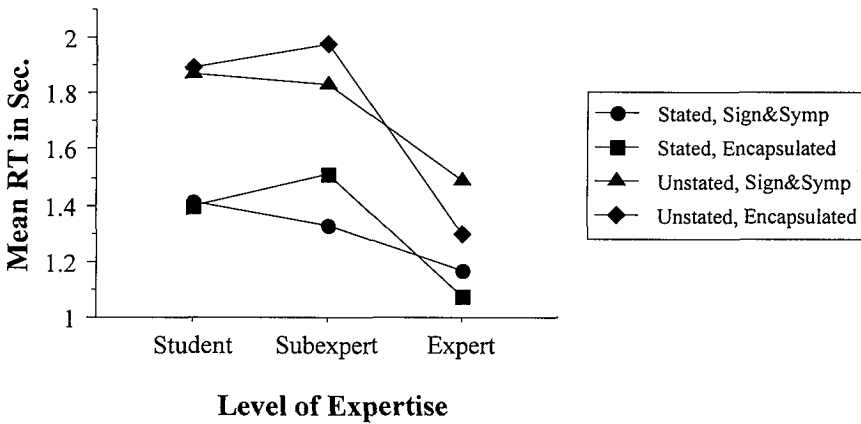 Mean RT in Sec.
2
1.8
1.6
1.4
1.2
1
Student Subexpert Expert
Level of Expertise
Stated, Sign&Symp
Stated, Encapsulated
Unstated, Sign&Symp
Unstated, Encapsulated